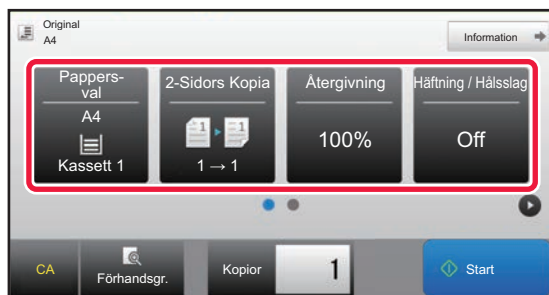 Original
A4
Information
Pappers-
val
A4
Kassett 1
2-Sidors Kopia
1 → 1
Återgivning
100%
Häftning / Hålsslag
Off
CA
Förhandsgr.
Kopior
1
Start